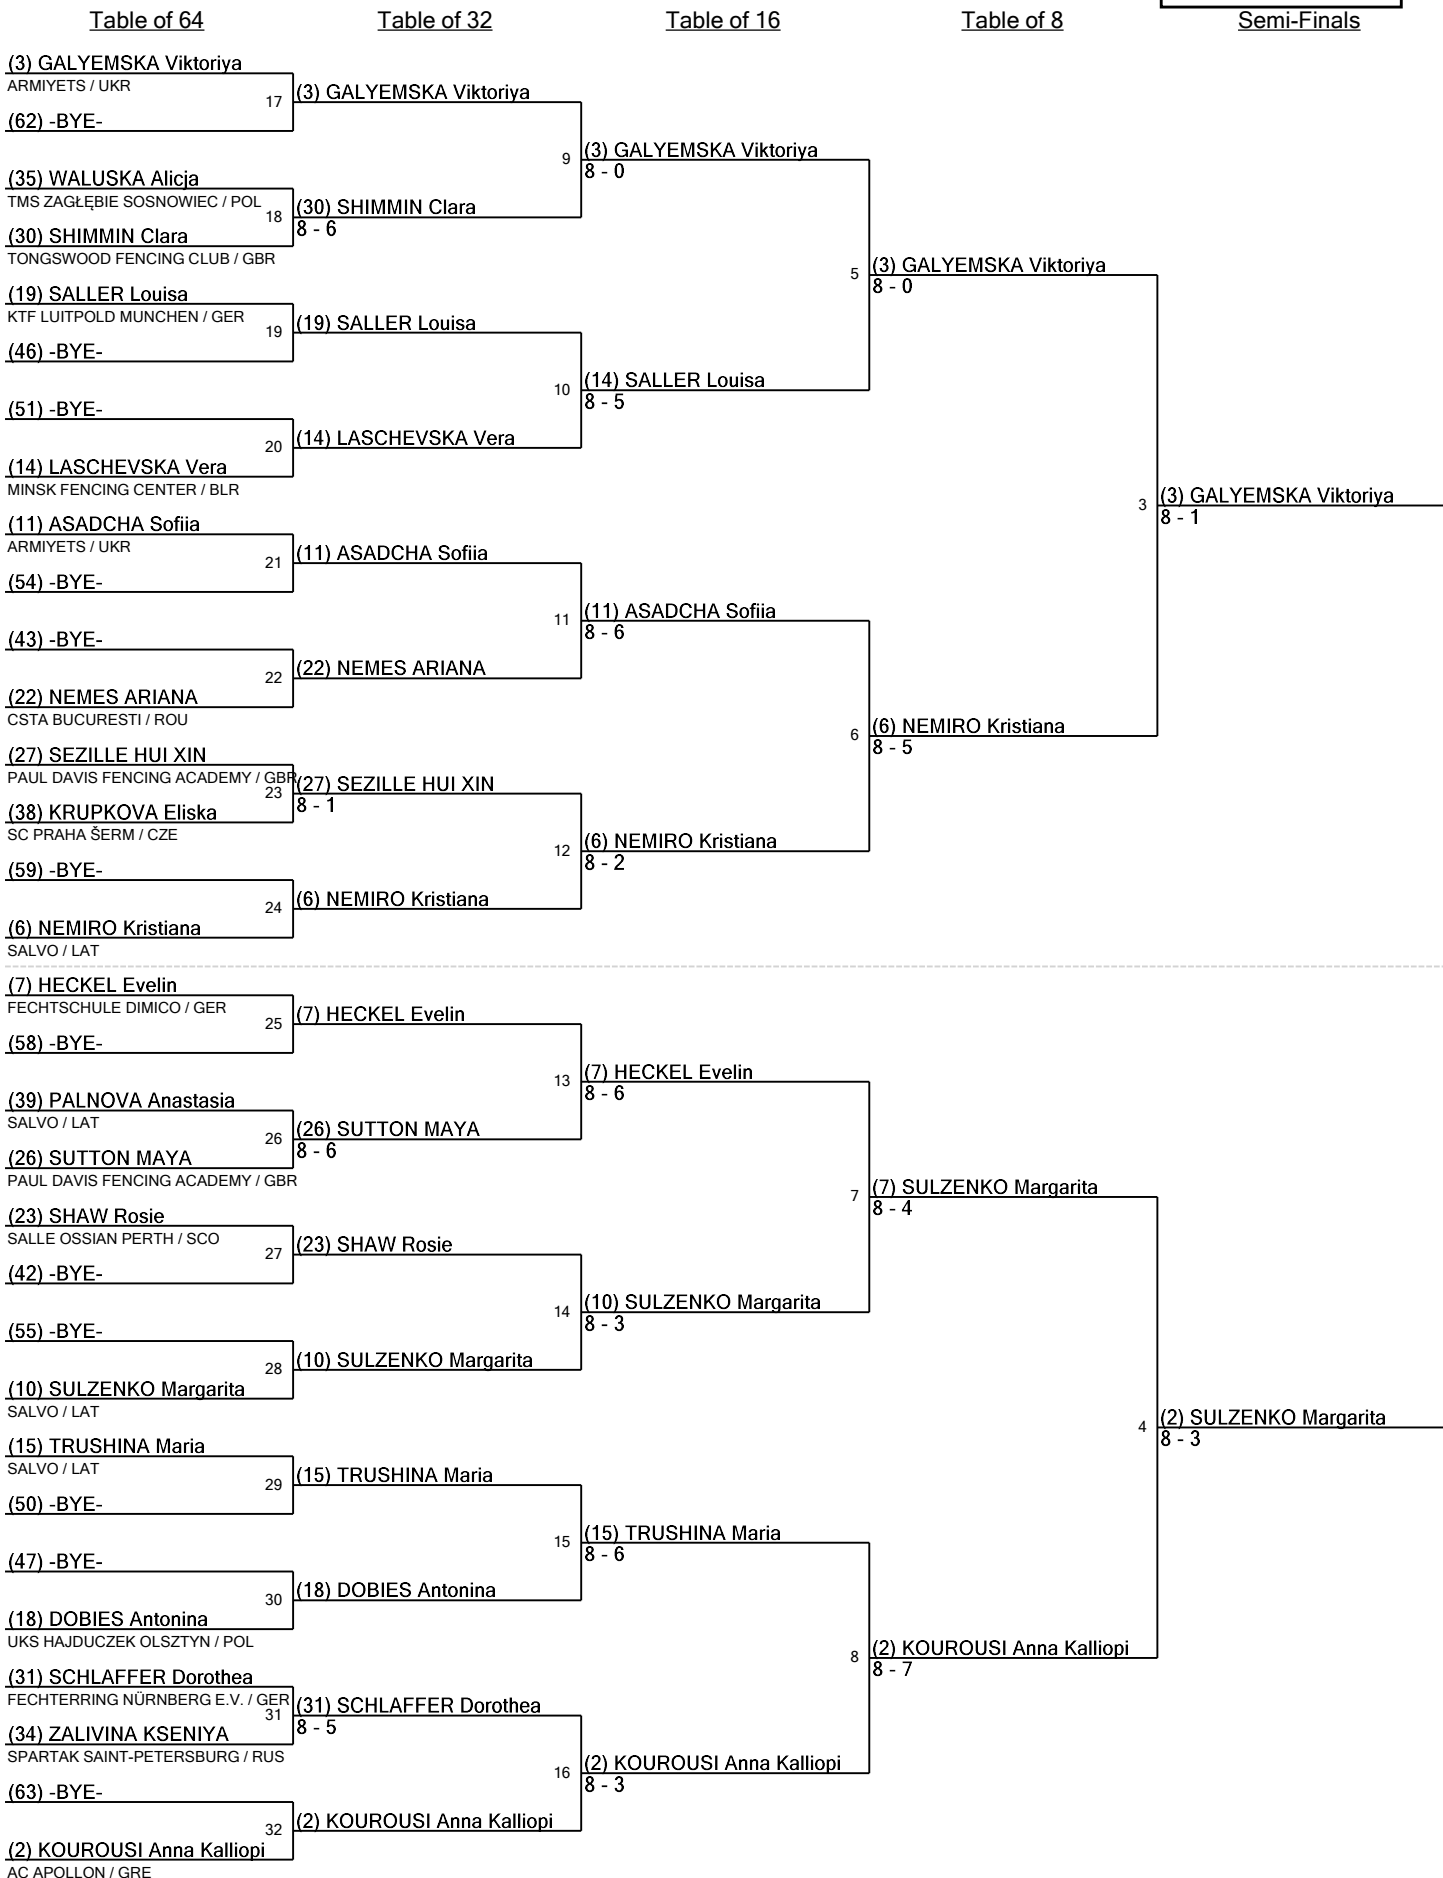 Table of 64
Table of 32
Table of 16
Table of 8
Semi-Finals
(3) GALYEMSKA Viktoriya
ARMIYETS / UKR
17
(62) -BYE-
(35) WALUSKA Alicja
TMS ZAGŁĘBIE SOSNOWIEC / POL
18
(30) SHIMMIN Clara
TONGSWOOD FENCING CLUB / GBR
(19) SALLER Louisa
KTF LUITPOLD MUNCHEN / GER
19
(46) -BYE-
(51) -BYE-
20
(14) LASCHEVSKA Vera
MINSK FENCING CENTER / BLR
(11) ASADCHA Sofiia
ARMIYETS / UKR
21
(54) -BYE-
(43) -BYE-
22
(22) NEMES ARIANA
CSTA BUCURESTI / ROU
(27) SEZILLE HUI XIN
PAUL DAVIS FENCING ACADEMY / GBR
23
(38) KRUPKOVA Eliska
SC PRAHA ŠERM / CZE
(59) -BYE-
24
(6) NEMIRO Kristiana
SALVO / LAT
(7) HECKEL Evelin
FECHTSCHULE DIMICO / GER
25
(58) -BYE-
(39) PALNOVA Anastasia
SALVO / LAT
26
(26) SUTTON MAYA
PAUL DAVIS FENCING ACADEMY / GBR
(23) SHAW Rosie
SALLE OSSIAN PERTH / SCO
27
(42) -BYE-
(55) -BYE-
28
(10) SULZENKO Margarita
SALVO / LAT
(15) TRUSHINA Maria
SALVO / LAT
29
(50) -BYE-
(47) -BYE-
30
(18) DOBIES Antonina
UKS HAJDUCZEK OLSZTYN / POL
(31) SCHLAFFER Dorothea
FECHTERRING NÜRNBERG E.V. / GER
31
(34) ZALIVINA KSENIYA
SPARTAK SAINT-PETERSBURG / RUS
(63) -BYE-
32
(2) KOUROUSI Anna Kalliopi
AC APOLLON / GRE
(3) GALYEMSKA Viktoriya
9
(30) SHIMMIN Clara
8 - 6
(19) SALLER Louisa
10
(14) LASCHEVSKA Vera
(11) ASADCHA Sofiia
11
(22) NEMES ARIANA
(27) SEZILLE HUI XIN
8 - 1
12
(6) NEMIRO Kristiana
(7) HECKEL Evelin
13
(26) SUTTON MAYA
8 - 6
(23) SHAW Rosie
14
(10) SULZENKO Margarita
(15) TRUSHINA Maria
15
(18) DOBIES Antonina
(31) SCHLAFFER Dorothea
8 - 5
16
(2) KOUROUSI Anna Kalliopi
(3) GALYEMSKA Viktoriya
8 - 0
5
(14) SALLER Louisa
8 - 5
(11) ASADCHA Sofiia
8 - 6
6
(6) NEMIRO Kristiana
8 - 2
(7) HECKEL Evelin
8 - 6
7
(10) SULZENKO Margarita
8 - 3
(15) TRUSHINA Maria
8 - 6
8
(2) KOUROUSI Anna Kalliopi
8 - 3
(3) GALYEMSKA Viktoriya
8 - 0
3
(6) NEMIRO Kristiana
8 - 5
(7) SULZENKO Margarita
8 - 4
4
(2) KOUROUSI Anna Kalliopi
8 - 7
(3) GALYEMSKA Viktoriya
8 - 1
(2) SULZENKO Margarita
8 - 3